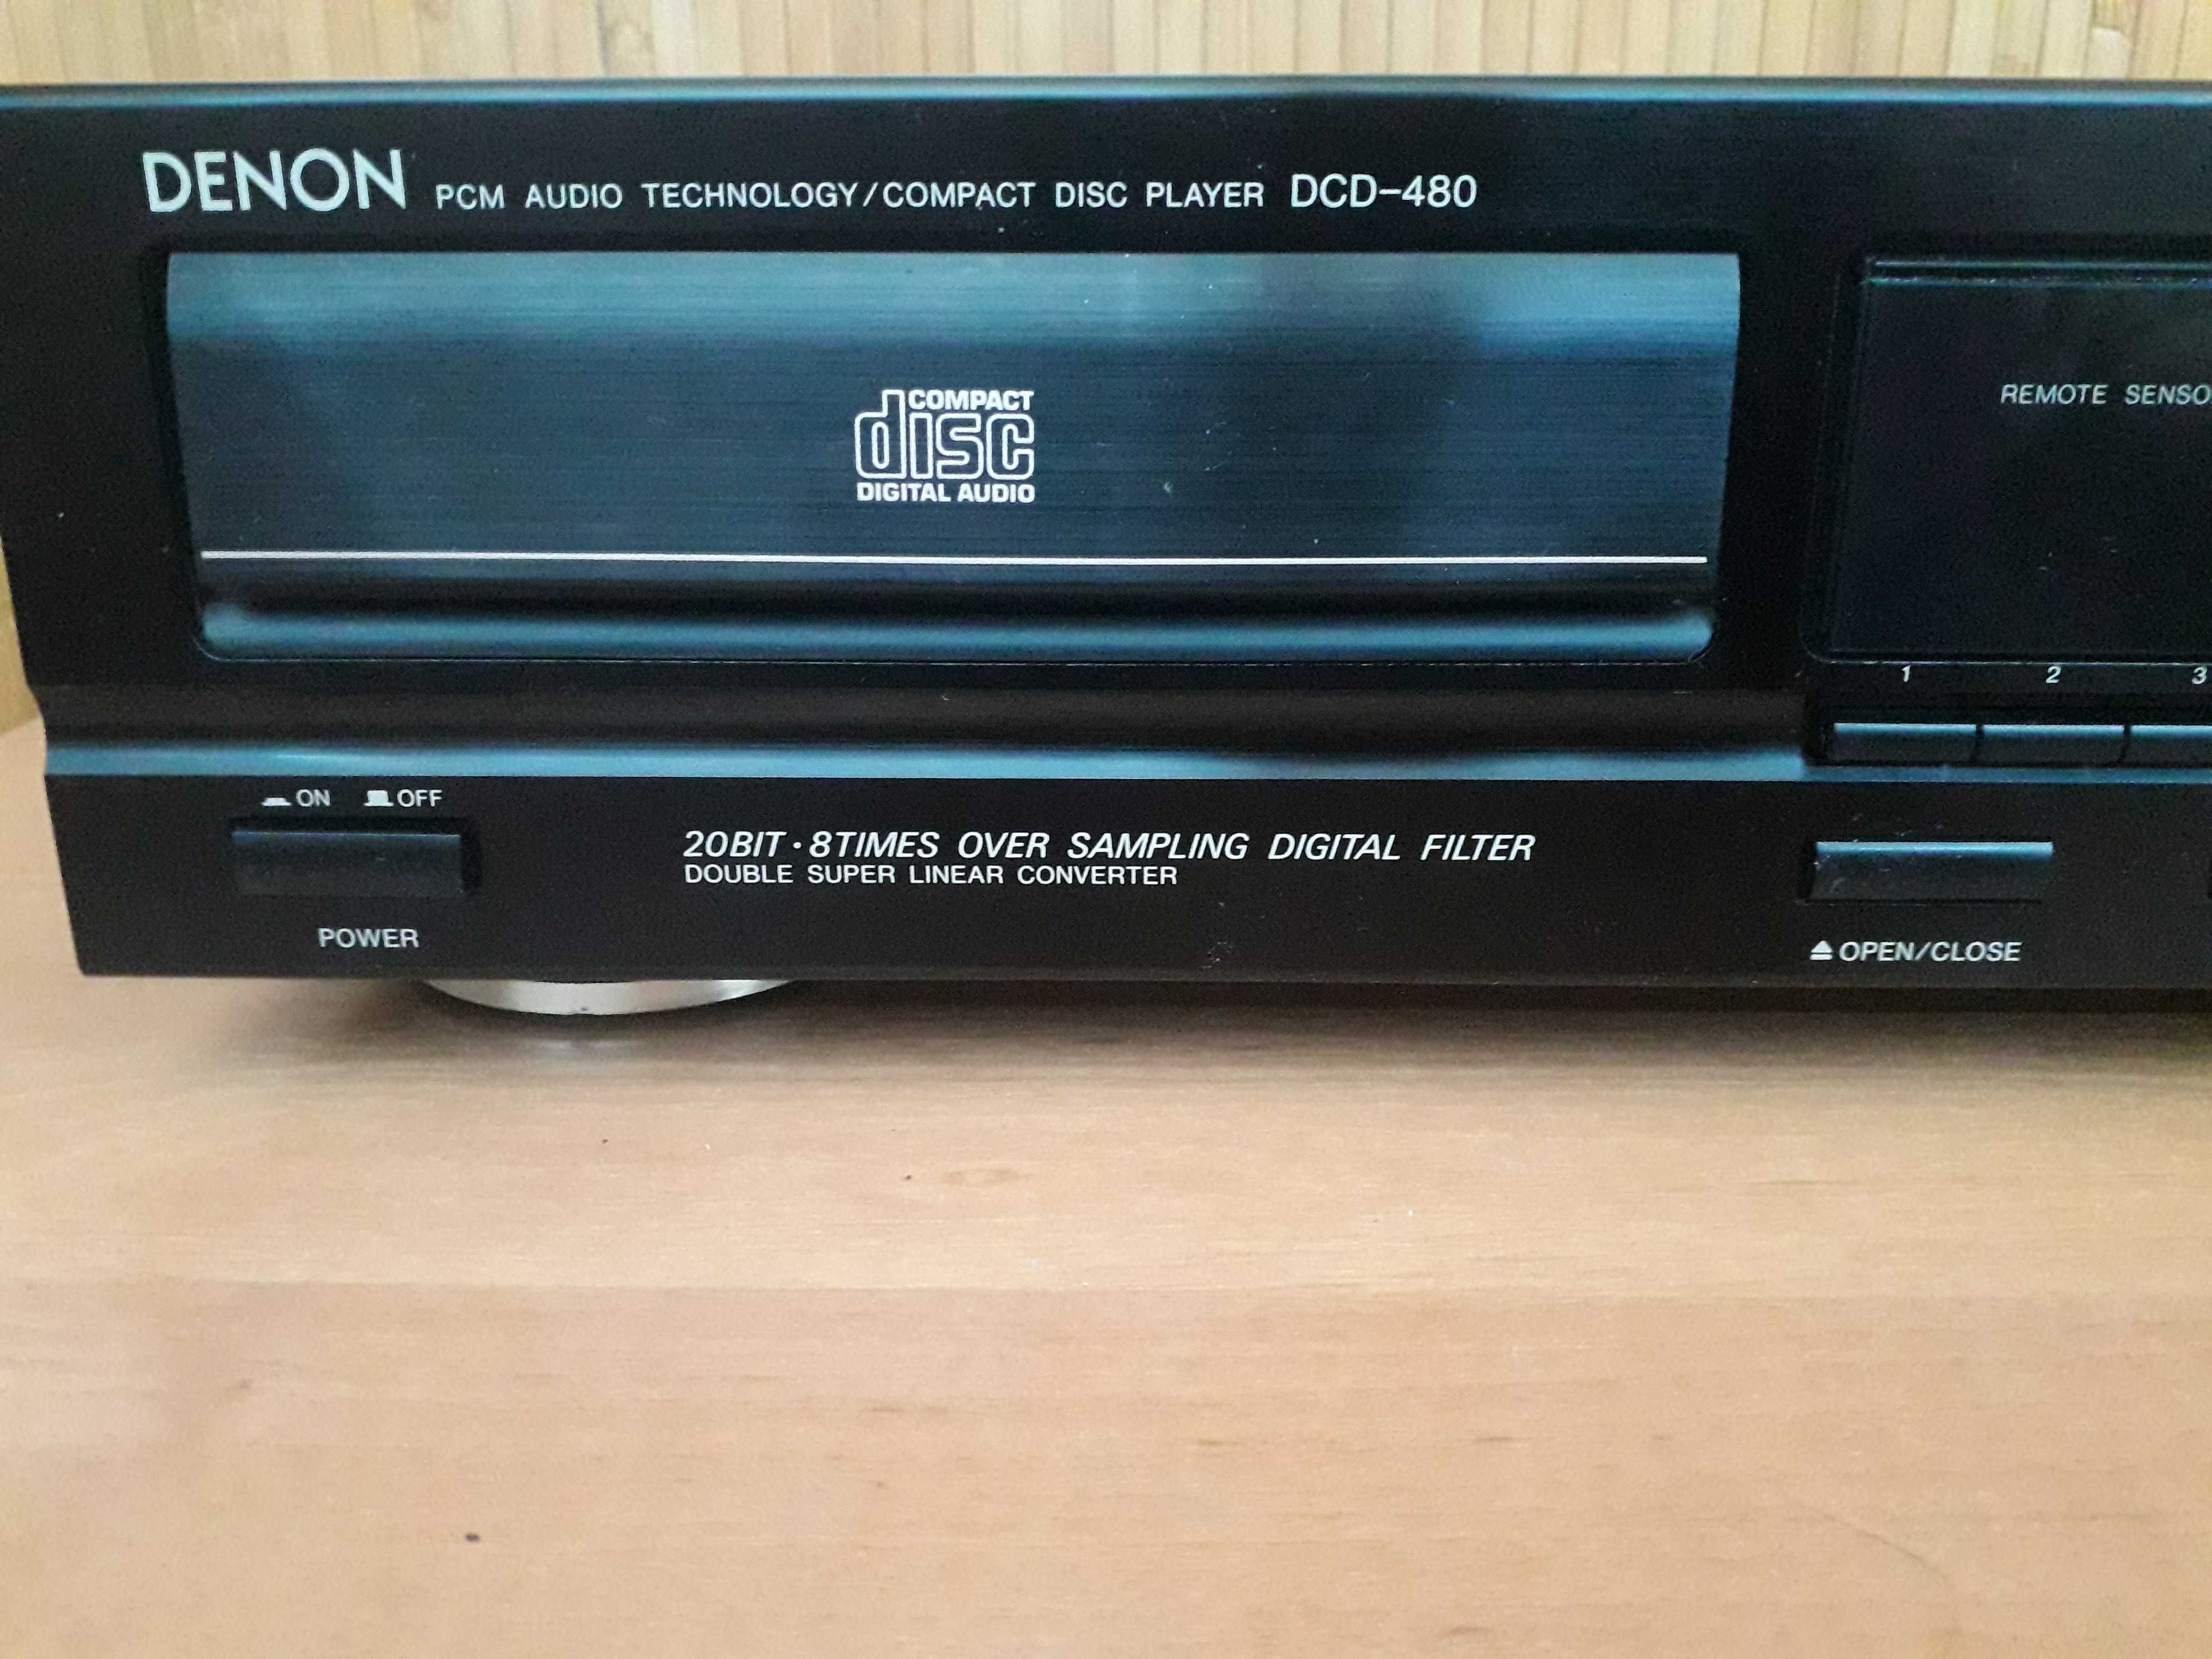 DENON PCM AUDIO TECHNOLOGY/COMPACT DISC PLAYER DCD-480
COMPACT
disc
DIGITAL AUDIO
REMOTE
1 2 3
ON OFF
POWER
20BIT·8TIMES OVER SAMPLING DIGITAL FILTER
DOUBLE SUPER LINEAR CONVERTER
OPEN/CLOSE